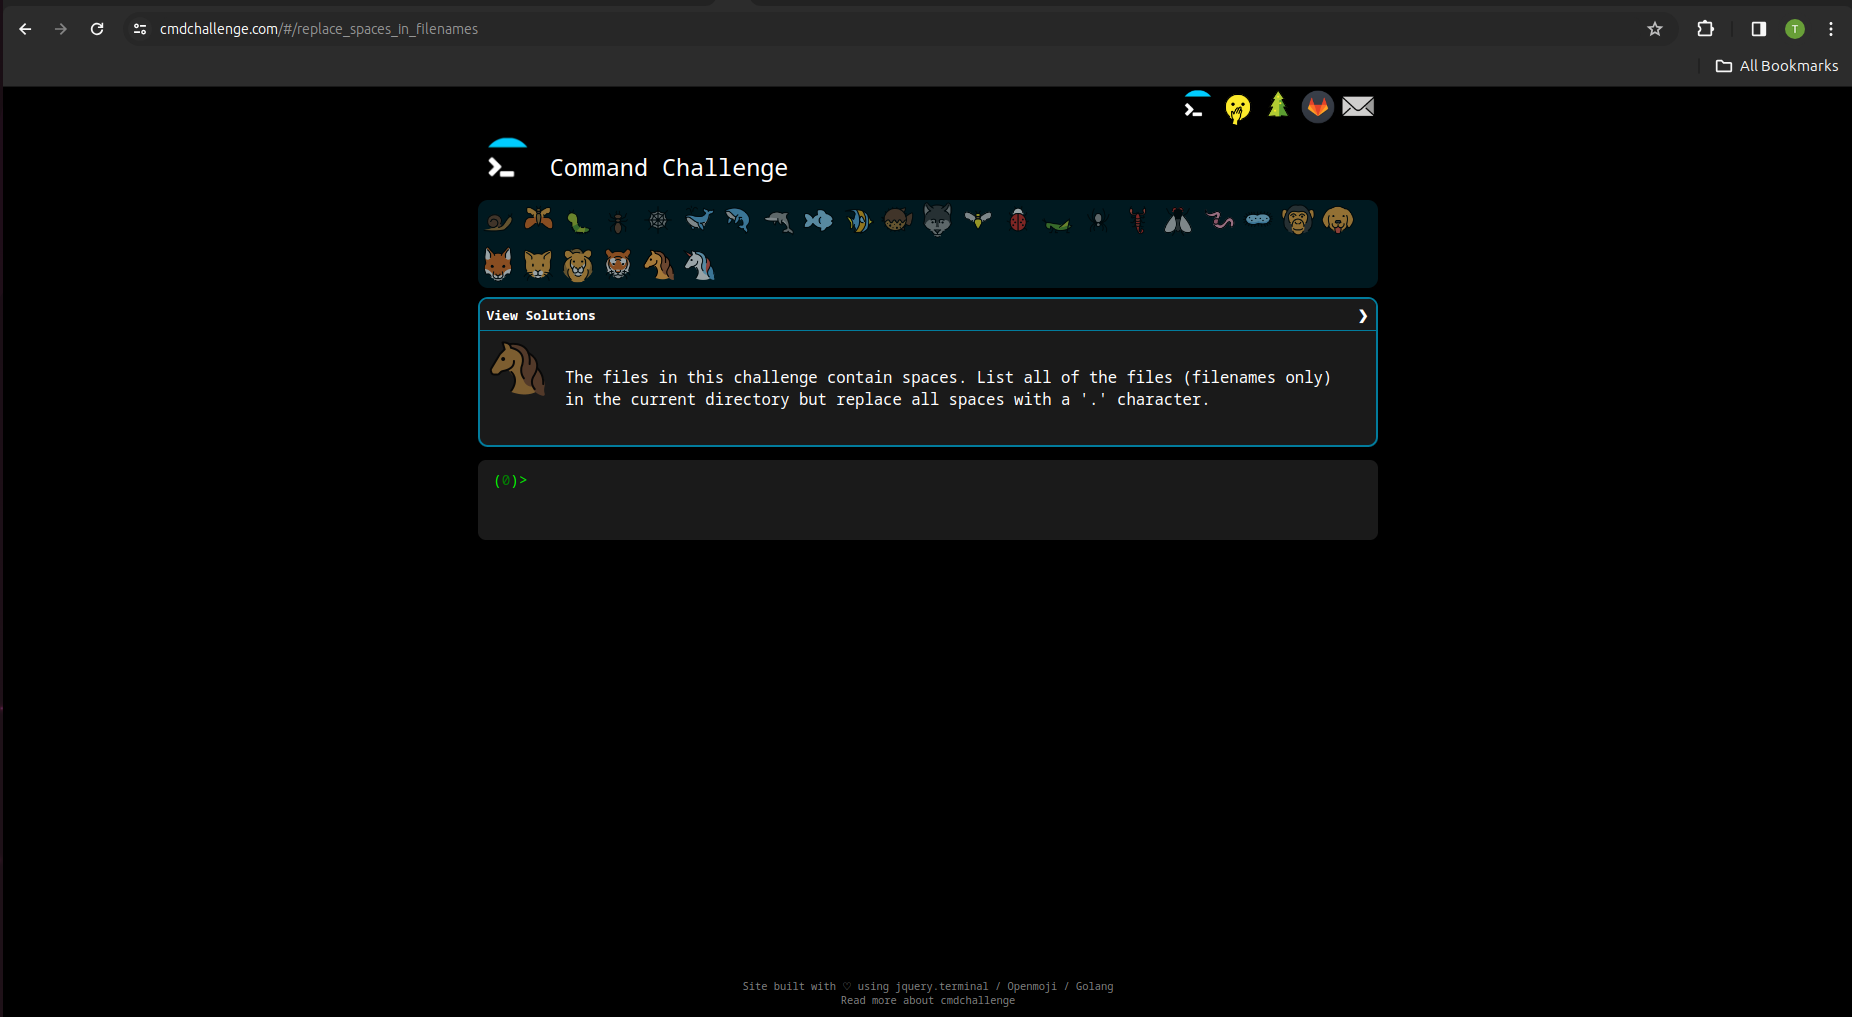 cmdchallenge.com/#/replace_spaces_in_filenames
T
All Bookmarks
Command Challenge
View Solutions
The files in this challenge contain spaces. List all of the files (filenames only)
in the current directory but replace all spaces with a '.' character.
(0)>
Site built with ♡ using jquery.terminal / Openmoji / Golang
Read more about cmdchallenge